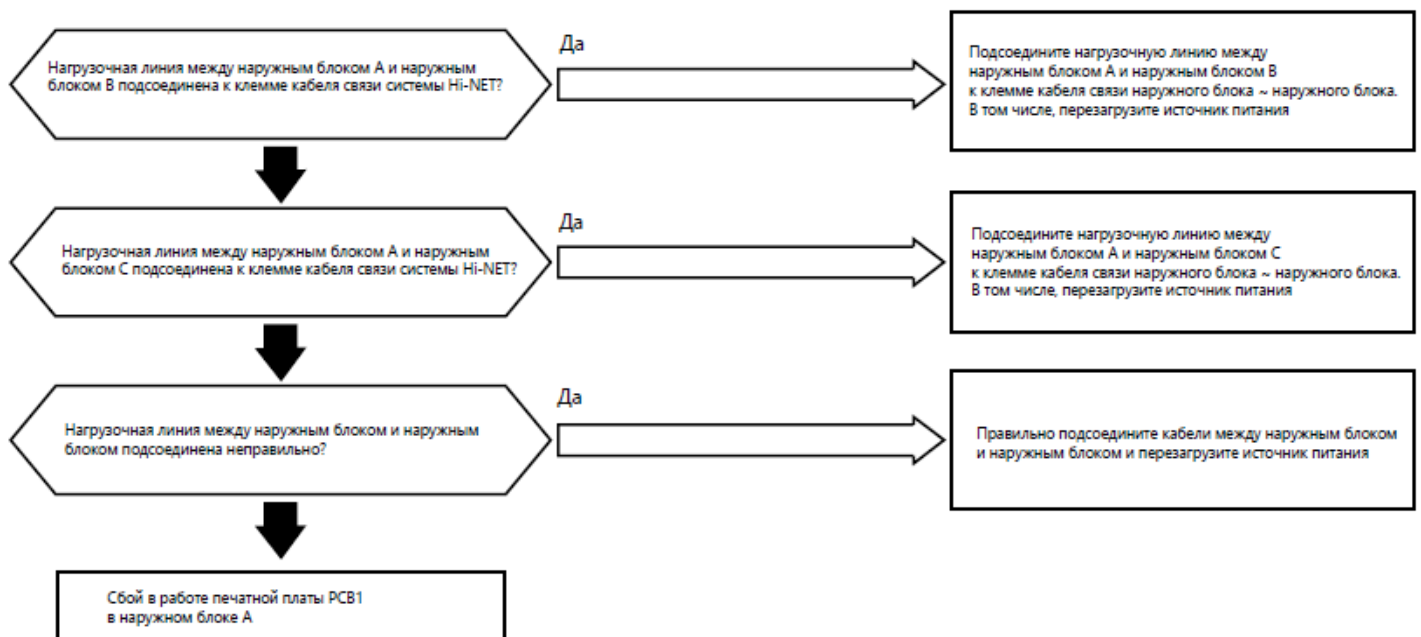 Да
Нагрузочная линия между наружным блоком А и наружным
блоком В подсоединена к клемме кабеля связи системы Hi-NET?
Подсоедините нагрузочную линию между
наружным блоком А и наружным блоком В
к клемме кабеля связи наружного блока ~ наружного блока.
В том числе, перезагрузите источник питания
Да
Нагрузочная линия между наружным блоком А и наружным
блоком С подсоединена к клемме кабеля связи системы Hi-NET?
Подсоедините нагрузочную линию между
наружным блоком А и наружным блоком С
к клемме кабеля связи наружного блока ~ наружного блока.
В том числе, перезагрузите источник питания
Да
Нагрузочная линия между наружным блоком и наружным
блоком подсоединена неправильно?
Правильно подсоедините кабели между наружным блоком
и наружным блоком и перезагрузите источник питания
Сбой в работе печатной платы PCB1
в наружном блоке А